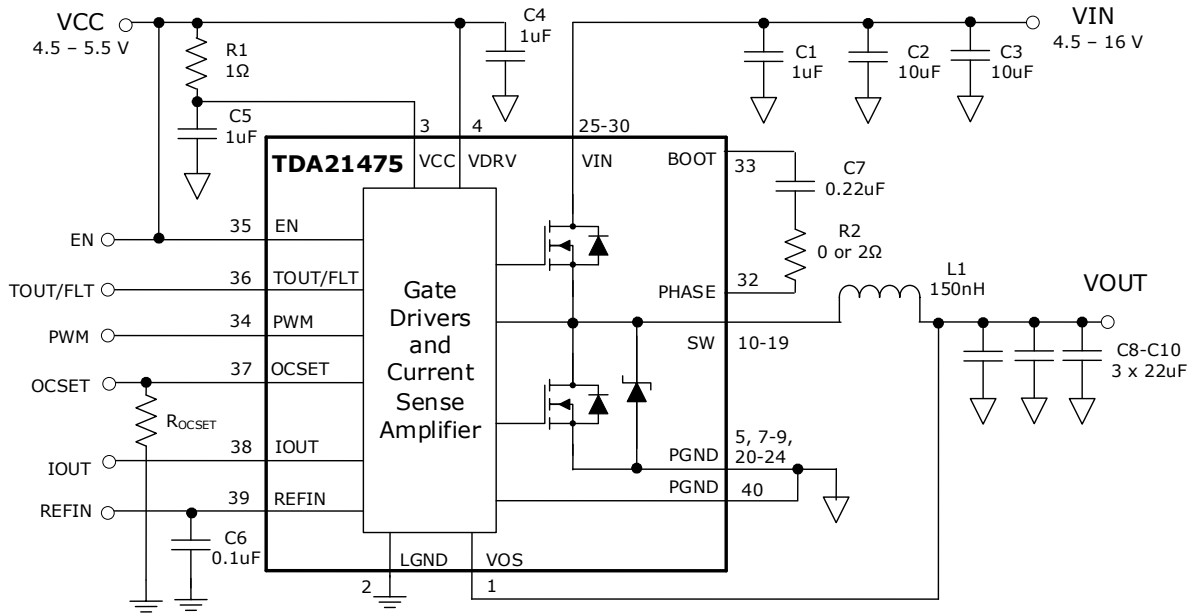 VCC
4.5 – 5.5 V
R1
1Ω
C5
1uF
C4
1uF
C1
1uF
C2
10uF
C3
10uF
VIN
4.5 – 16 V
3
4
25-30
TDA21475
VCC
VDRV
VIN
BOOT
33
C7
0.22uF
R2
0 or 2Ω
EN
35
EN
TOUT/FLT
36
TOUT/FLT
PWM
34
PWM
OCSET
37
OCSET
ROCSET
IOUT
38
IOUT
REFIN
39
REFIN
C6
0.1uF
Gate
Drivers
and
Current
Sense
Amplifier
PHASE
32
L1
150nH
VOUT
SW
10-19
C8-C10
3 x 22uF
PGND
5, 7-9,
20-24
PGND
40
LGND
VOS
2
1